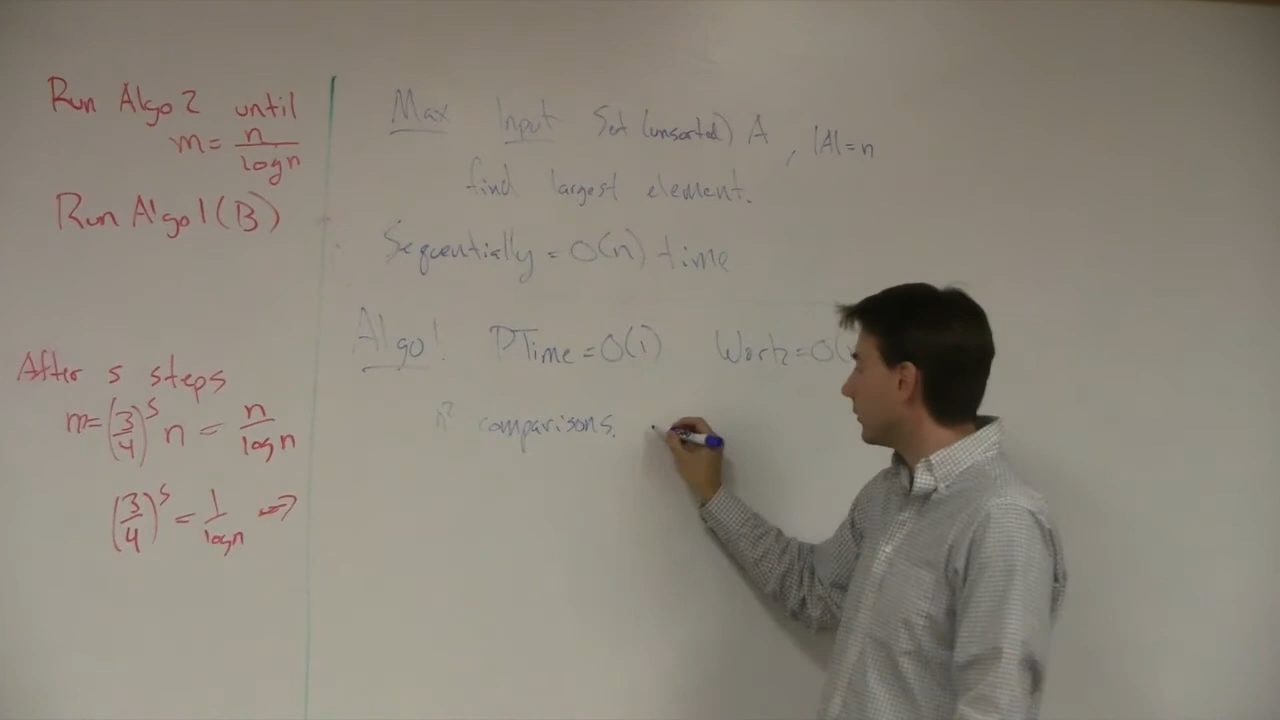 Run Algo 2 until
m = n / log n
Run Algo 1 (B)
After s steps
m = (3/4)^s n = n / log n
(3/4)^s = 1 / log n =>
Max Input Set (unsorted) A, |A| = n
find largest element.
Sequentially = O(n) time
Algo! PTime = O(1) Work = O(
n² comparisons.